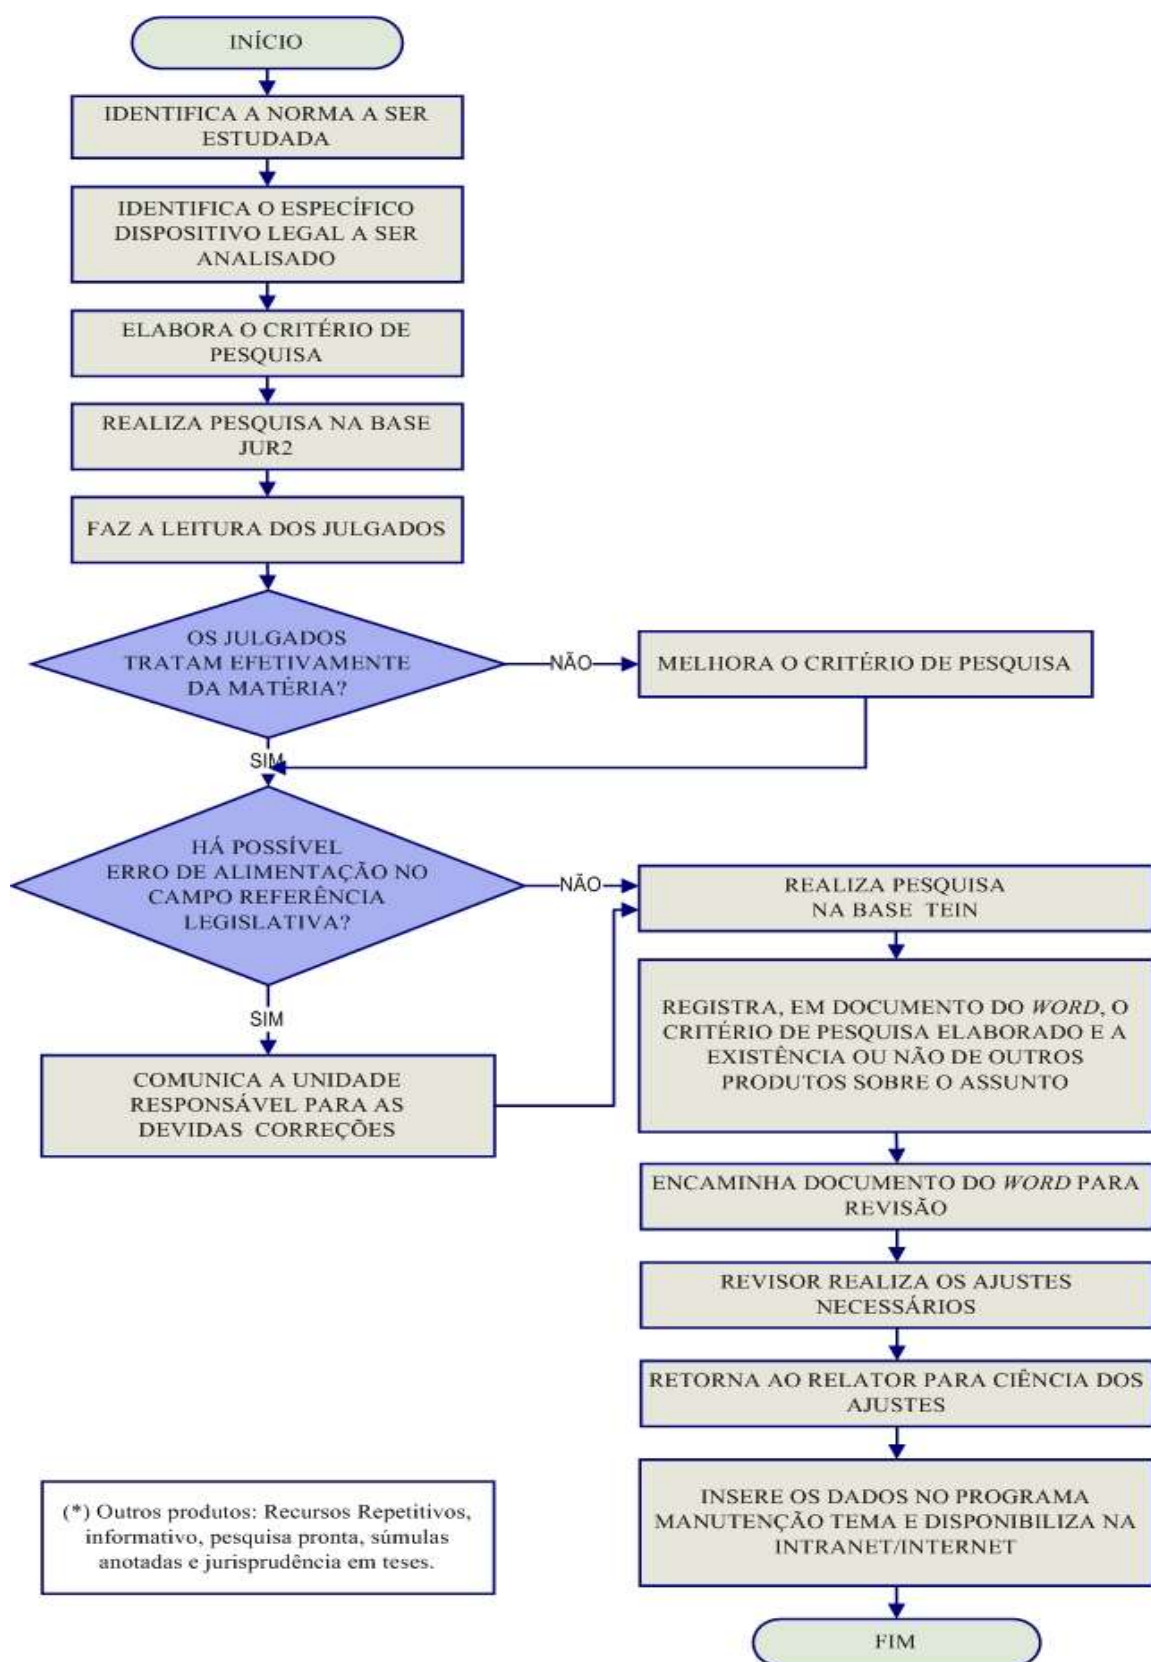 INÍCIO
IDENTIFICA A NORMA A SER
ESTUDADA
IDENTIFICA O ESPECÍFICO
DISPOSITIVO LEGAL A SER
ANALISADO
ELABORA O CRITÉRIO DE
PESQUISA
REALIZA PESQUISA NA BASE
JUR2
FAZ A LEITURA DOS JULGADOS
OS JULGADOS
TRATAM EFETIVAMENTE
DA MATÉRIA?
NÃO
MELHORA O CRITÉRIO DE PESQUISA
SIM
HÁ POSSÍVEL
ERRO DE ALIMENTAÇÃO NO
CAMPO REFERÊNCIA
LEGISLATIVA?
NÃO
REALIZA PESQUISA
NA BASE TEIN
SIM
COMUNICA A UNIDADE
RESPONSÁVEL PARA AS
DEVIDAS CORREÇÕES
REGISTRA, EM DOCUMENTO DO WORD, O
CRITÉRIO DE PESQUISA ELABORADO E A
EXISTÊNCIA OU NÃO DE OUTROS
PRODUTOS SOBRE O ASSUNTO
ENCAMINHA DOCUMENTO DO WORD PARA
REVISÃO
REVISOR REALIZA OS AJUSTES
NECESSÁRIOS
RETORNA AO RELATOR PARA CIÊNCIA DOS
AJUSTES
INSERE OS DADOS NO PROGRAMA
MANUTENÇÃO TEMA E DISPONIBILIZA NA
INTRANET/INTERNET
(*) Outros produtos: Recursos Repetitivos,
informativo, pesquisa pronta, súmulas
anotadas e jurisprudência em teses.
FIM